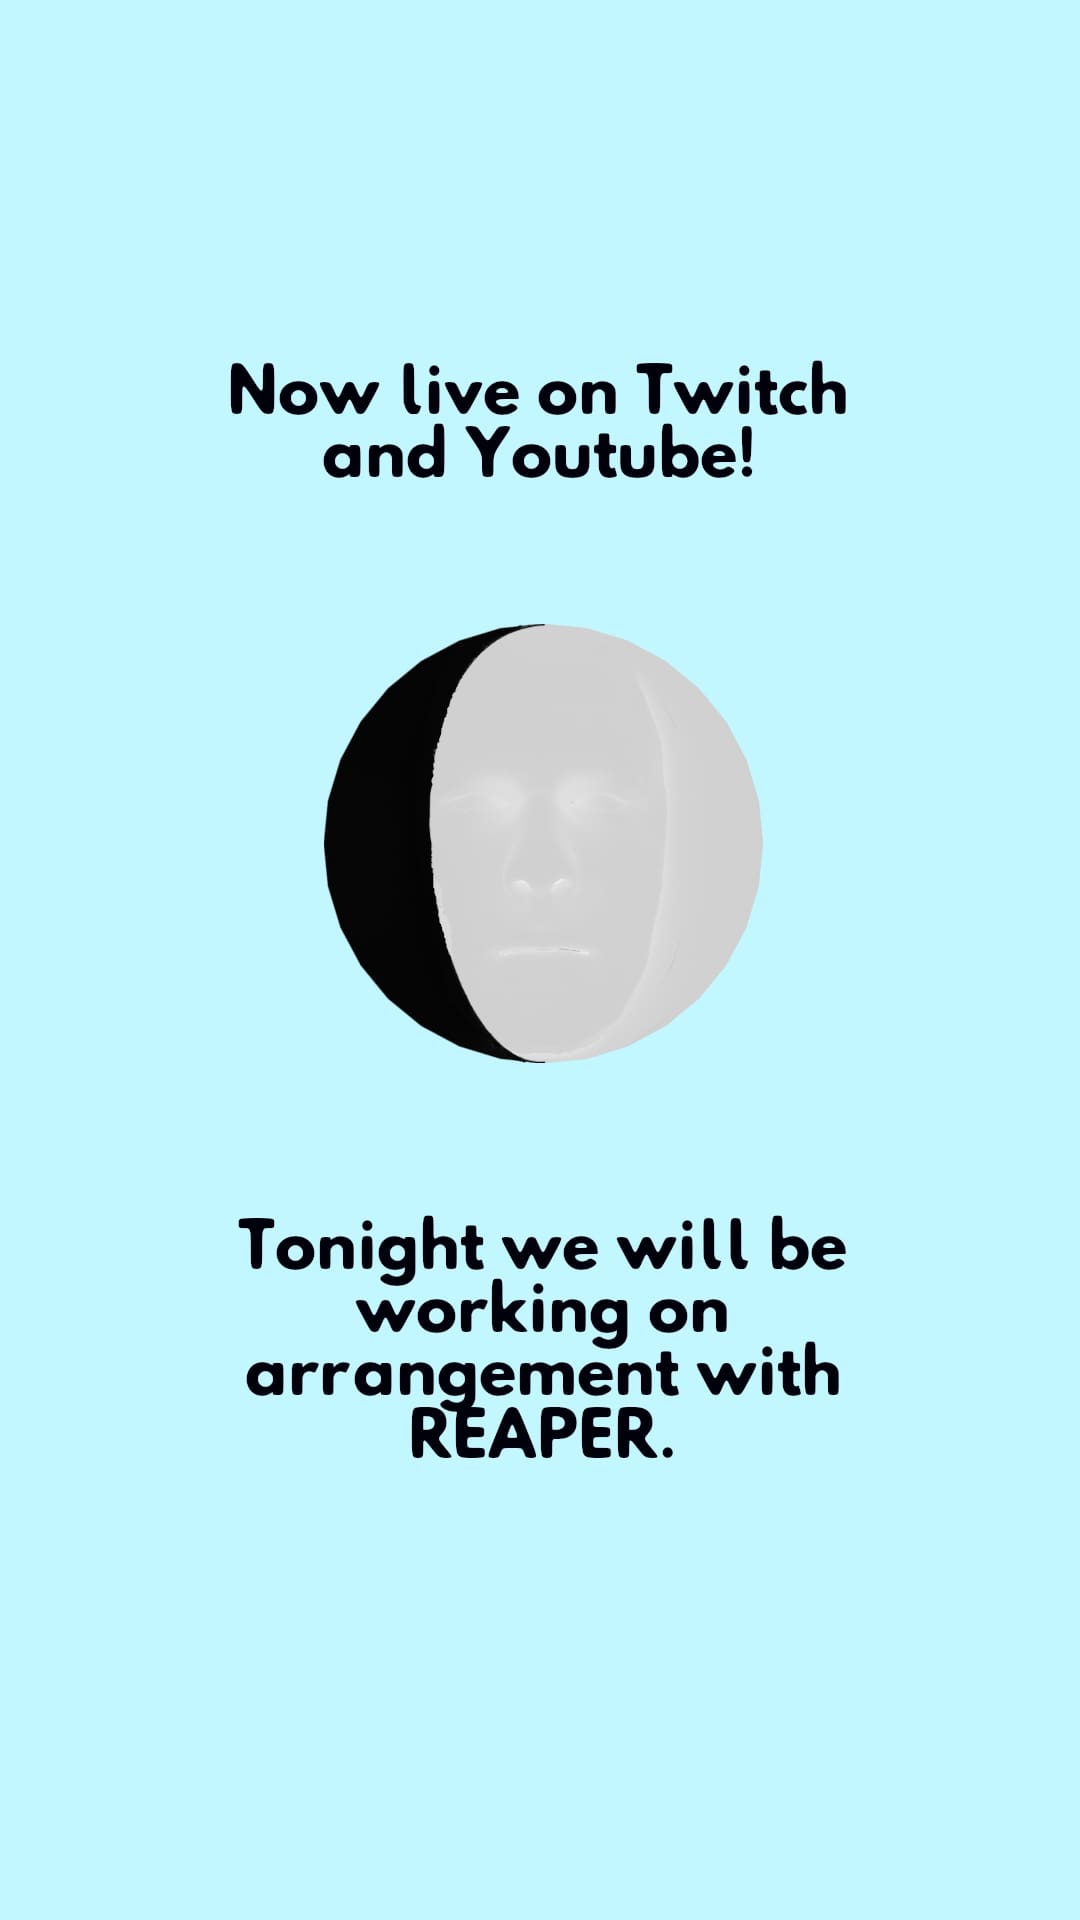 Now live on Twitch
and Youtube!
Tonight we will be
working on
arrangement with
REAPER.